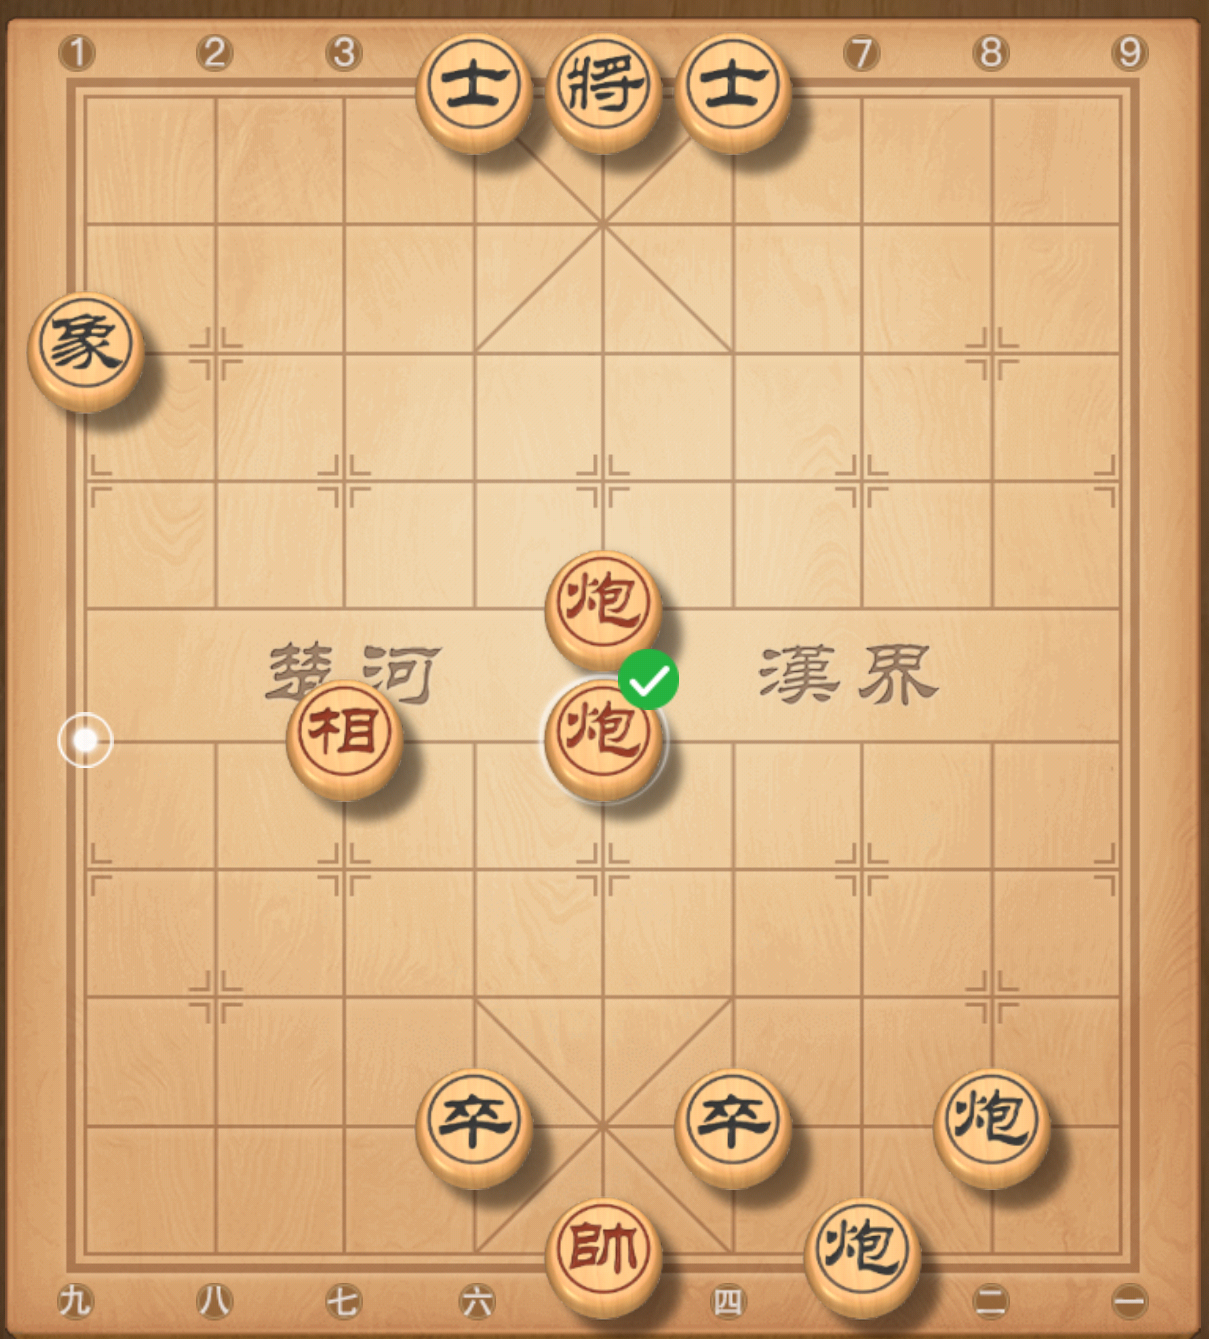 1 2 3 士 將 士 7 8 9
象
炮
楚河 漢界
相 炮
卒 卒 炮
帥 炮
九 八 七 六 四 二 一